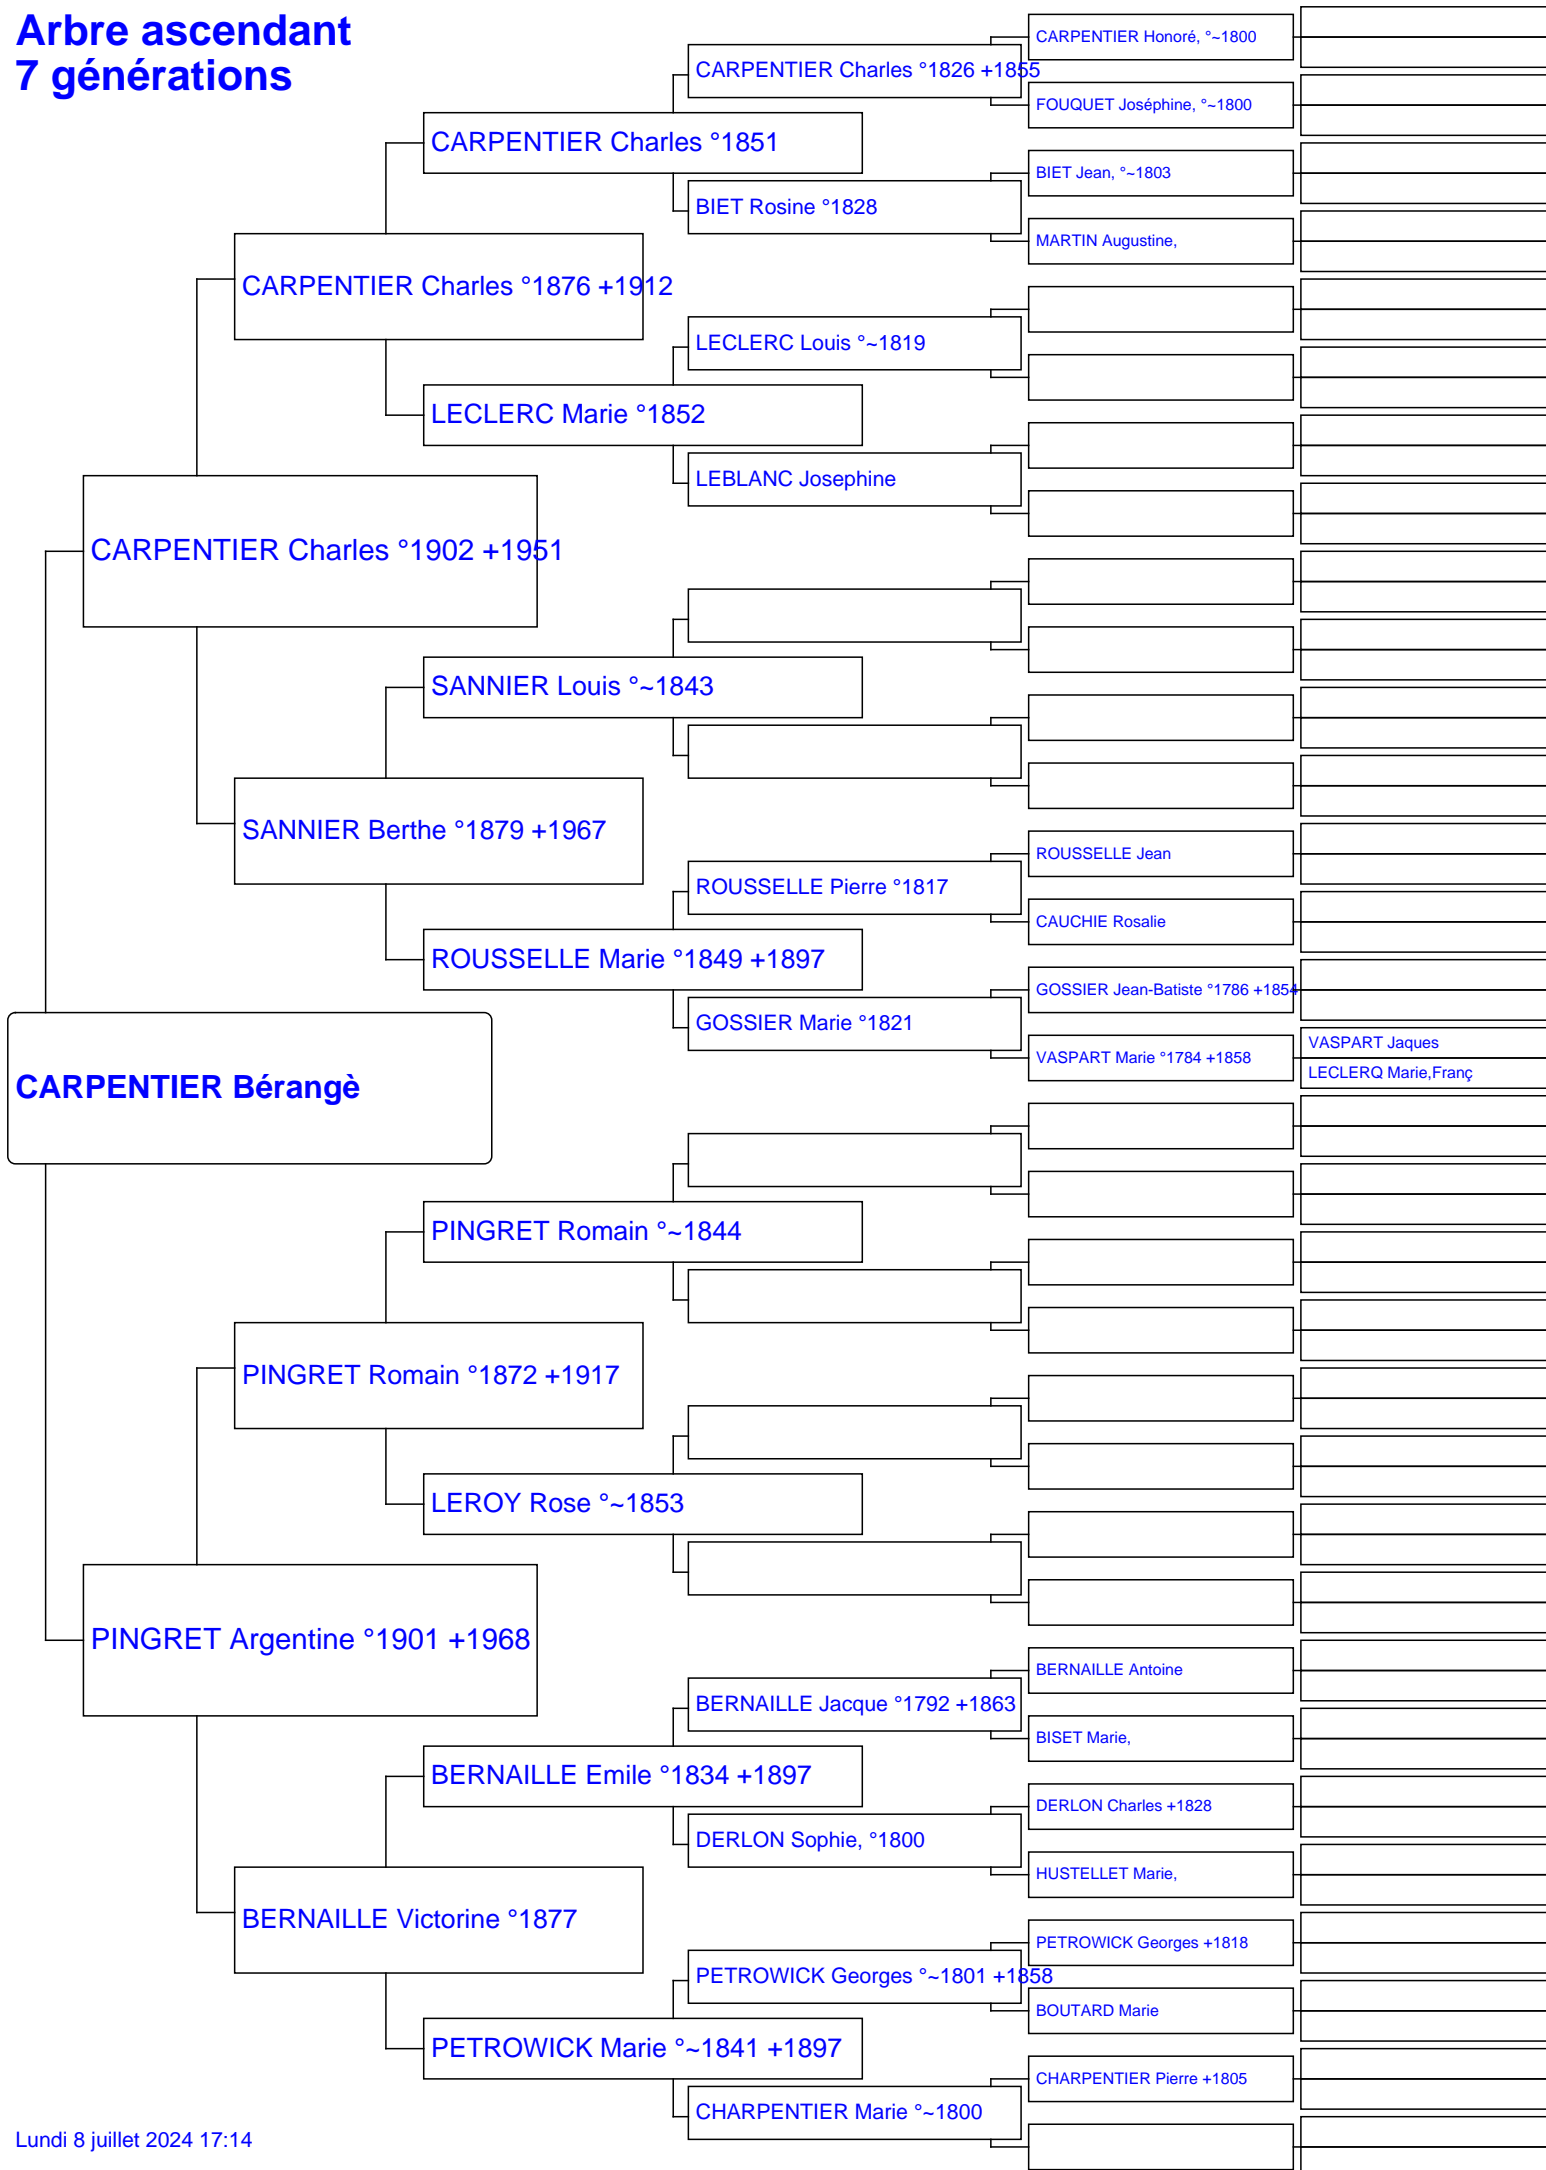 Arbre ascendant
7 générations
CARPENTIER Honoré, °~1800
CARPENTIER Charles °1826 +1855
FOUQUET Joséphine, °~1800
CARPENTIER Charles °1851
BIET Jean, °~1803
BIET Rosine °1828
MARTIN Augustine,
CARPENTIER Charles °1876 +1912
LECLERC Louis °~1819
LECLERC Marie °1852
LEBLANC Josephine
CARPENTIER Charles °1902 +1951
SANNIER Louis °~1843
SANNIER Berthe °1879 +1967
ROUSSELLE Jean
ROUSSELLE Pierre °1817
CAUCHIE Rosalie
ROUSSELLE Marie °1849 +1897
GOSSIER Jean-Batiste °1786 +1854
GOSSIER Marie °1821
VASPART Jaques
VASPART Marie °1784 +1858
LECLERQ Marie,Franç
CARPENTIER Bérangè
PINGRET Romain °~1844
PINGRET Romain °1872 +1917
LEROY Rose °~1853
PINGRET Argentine °1901 +1968
BERNAILLE Antoine
BERNAILLE Jacque °1792 +1863
BISET Marie,
BERNAILLE Emile °1834 +1897
DERLON Charles +1828
DERLON Sophie, °1800
HUSTELLET Marie,
BERNAILLE Victorine °1877
PETROWICK Georges +1818
PETROWICK Georges °~1801 +1858
BOUTARD Marie
PETROWICK Marie °~1841 +1897
CHARPENTIER Pierre +1805
CHARPENTIER Marie °~1800
Lundi 8 juillet 2024 17:14